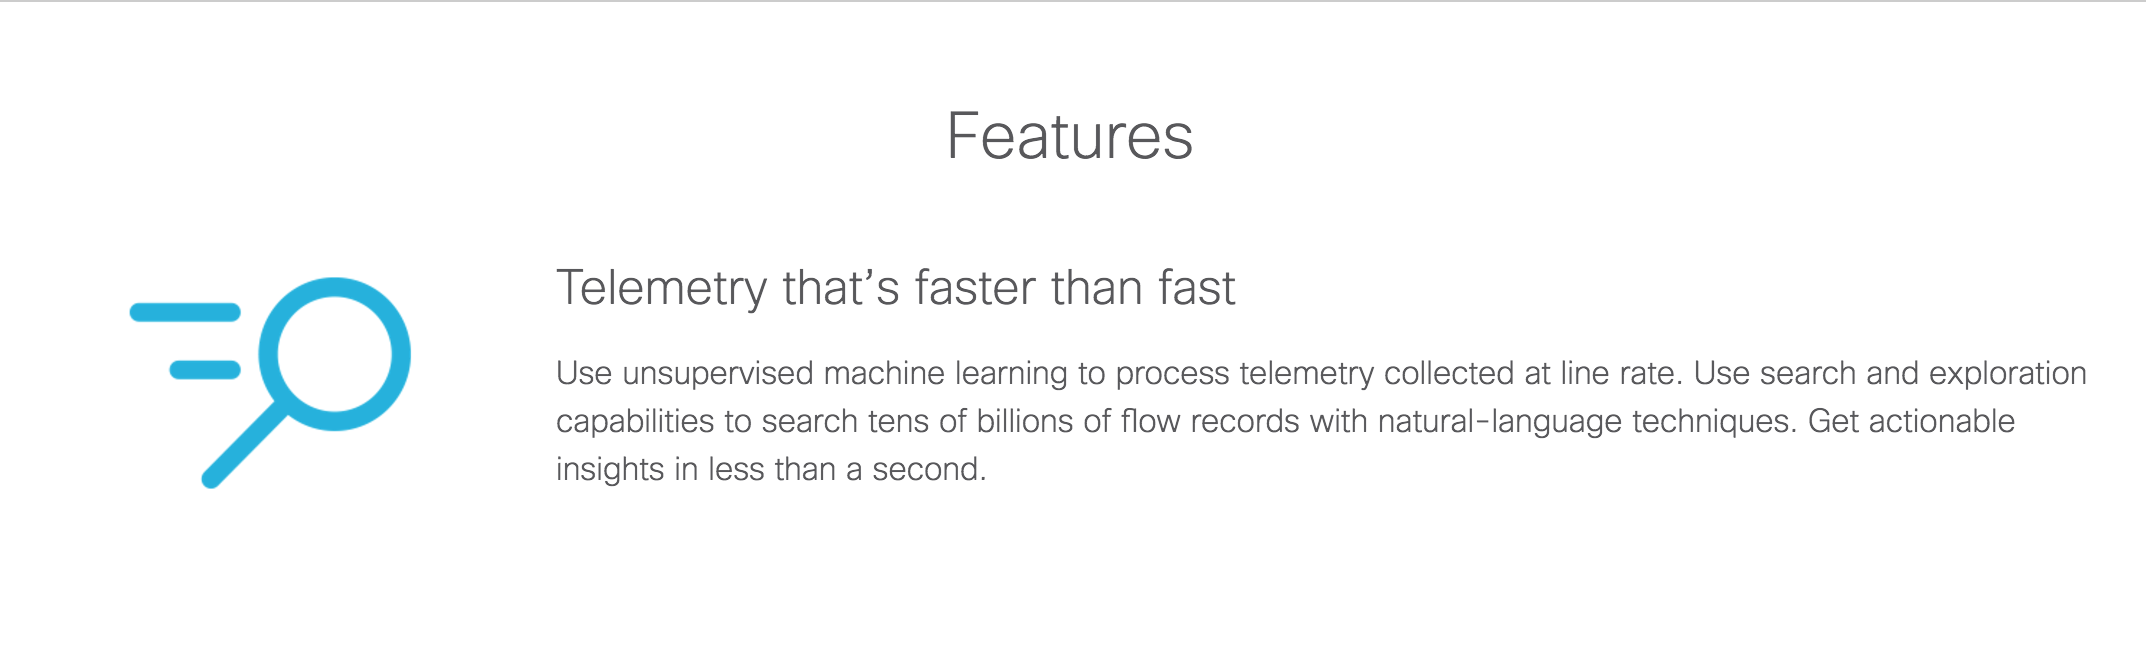 Features
Telemetry that’s faster than fast
Use unsupervised machine learning to process telemetry collected at line rate. Use search and exploration
capabilities to search tens of billions of flow records with natural-language techniques. Get actionable
insights in less than a second.